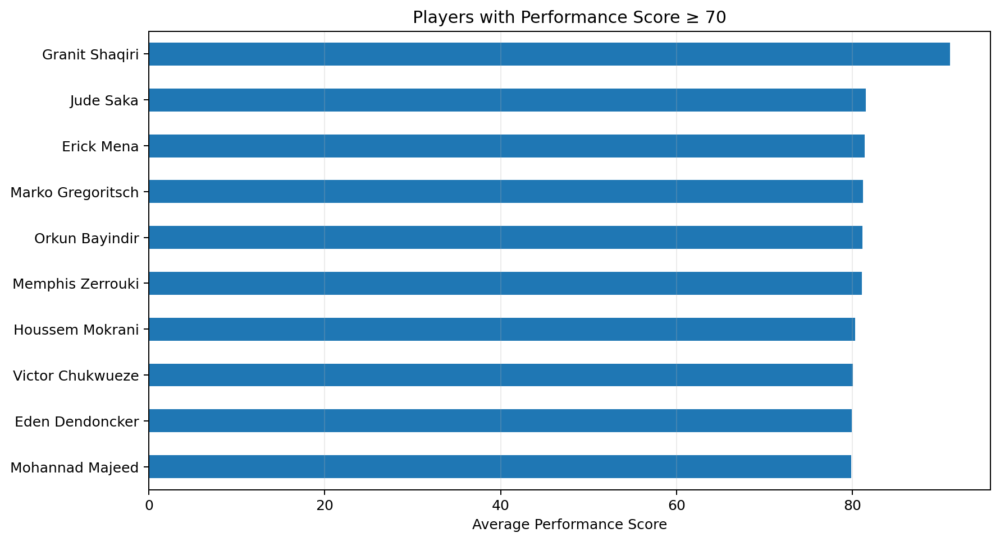 Players with Performance Score ≥ 70
Granit Shaqiri
Jude Saka
Erick Mena
Marko Gregoritsch
Orkun Bayindir
Memphis Zerrouki
Houssem Mokrani
Victor Chukwueze
Eden Dendoncker
Mohannad Majeed
0 20 40 60 80
Average Performance Score